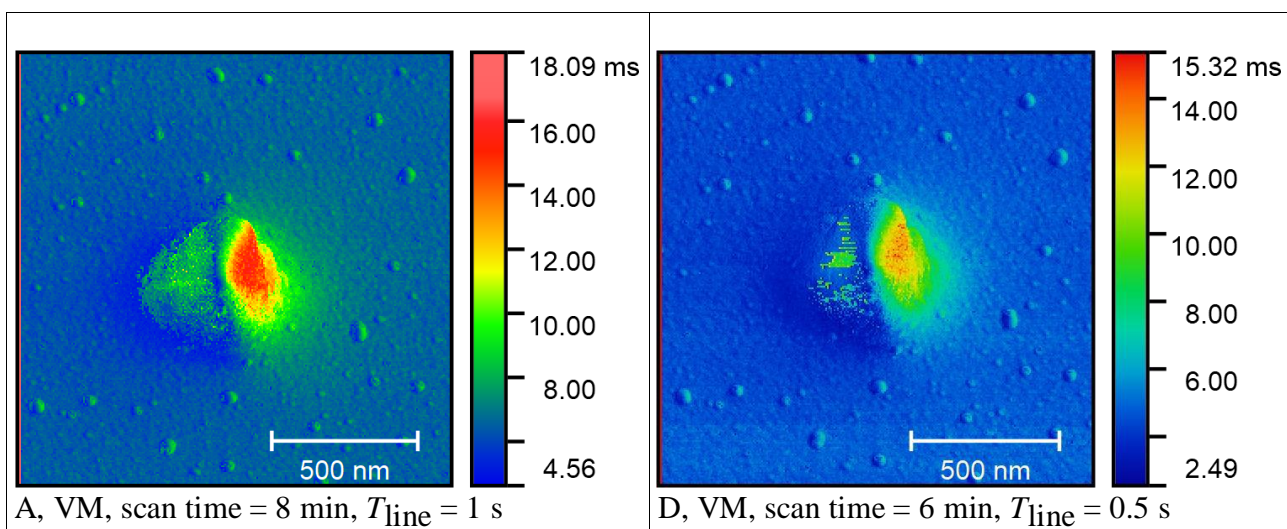 18.09 ms
16.00
14.00
12.00
10.00
8.00
4.56
500 nm
A, VM, scan time = 8 min, Tline = 1 s
15.32 ms
14.00
12.00
10.00
8.00
6.00
2.49
500 nm
D, VM, scan time = 6 min, Tline = 0.5 s